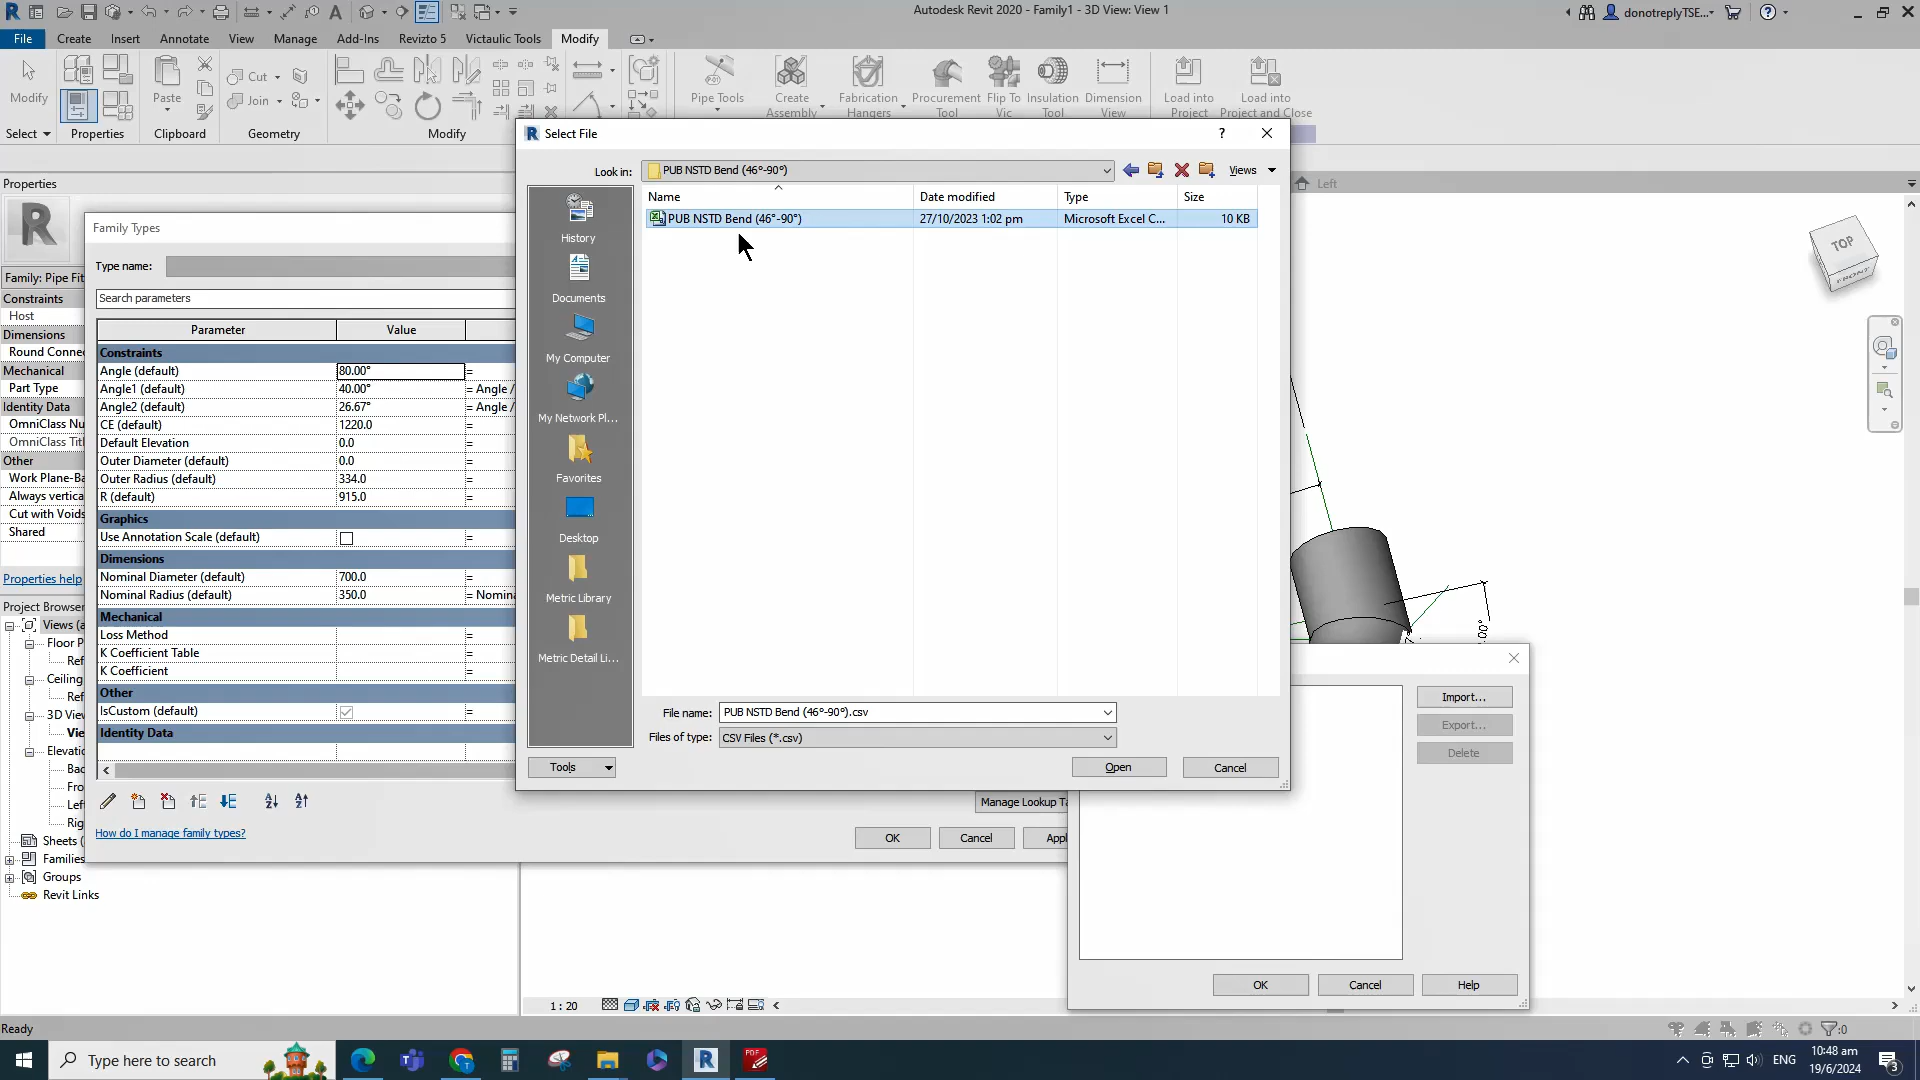 Autodesk Revit 2020 - Family1 - 3D View: View 1
donotreplyTSE...
File Create Insert Annotate View Manage Add-Ins Revizto 5 Victaulic Tools Modify
Modify
Paste
Cut
Join
Pipe Tools
Create Assembly
Fabrication Hangers
Procurement Tool
Flip To Vic
Insulation Tool
Dimension View
Load into Project
Load into Project and Close
Select Properties Clipboard Geometry Modify
Select File
Look in: PUB NSTD Bend (46°-90°) Views
Name Date modified Type Size
PUB NSTD Bend (46°-90°) 27/10/2023 1:02 pm Microsoft Excel C... 10 KB
History
Documents
My Computer
My Network Pl...
Favorites
Desktop
Metric Library
Metric Detail Li...
File name: PUB NSTD Bend (46°-90°).csv
Files of type: CSV Files (*.csv)
Tools Open Cancel
Left
TOP
FRONT
Properties
Family: Pipe Fit
Constraints
Host
Dimensions
Round Conne
Mechanical
Part Type
Identity Data
OmniClass Nu
OmniClass Titl
Other
Work Plane-Ba
Always vertica
Cut with Voids
Shared
Properties help
Project Browser
Views (a
Floor P
Ref
Ceiling
Ref
3D View
Vie
Elevatio
Bac
Fro
Left
Rig
Sheets (
Families
Groups
Revit Links
Family Types
Type name:
Search parameters
Parameter Value
Constraints
Angle (default) 80.00° =
Angle1 (default) 40.00° = Angle /
Angle2 (default) 26.67° = Angle /
CE (default) 1220.0 =
Default Elevation 0.0 =
Outer Diameter (default) 0.0 =
Outer Radius (default) 334.0 =
R (default) 915.0 =
Graphics
Use Annotation Scale (default) =
Dimensions
Nominal Diameter (default) 700.0 =
Nominal Radius (default) 350.0 = Nomina
Mechanical
Loss Method =
K Coefficient Table =
K Coefficient =
Other
IsCustom (default) =
Identity Data
Manage Lookup Ta
How do I manage family types?
OK Cancel Appl
Import...
Export...
Delete
OK Cancel Help
1 : 20
Ready
:0
Type here to search
ENG
10:48 am
19/6/2024
3